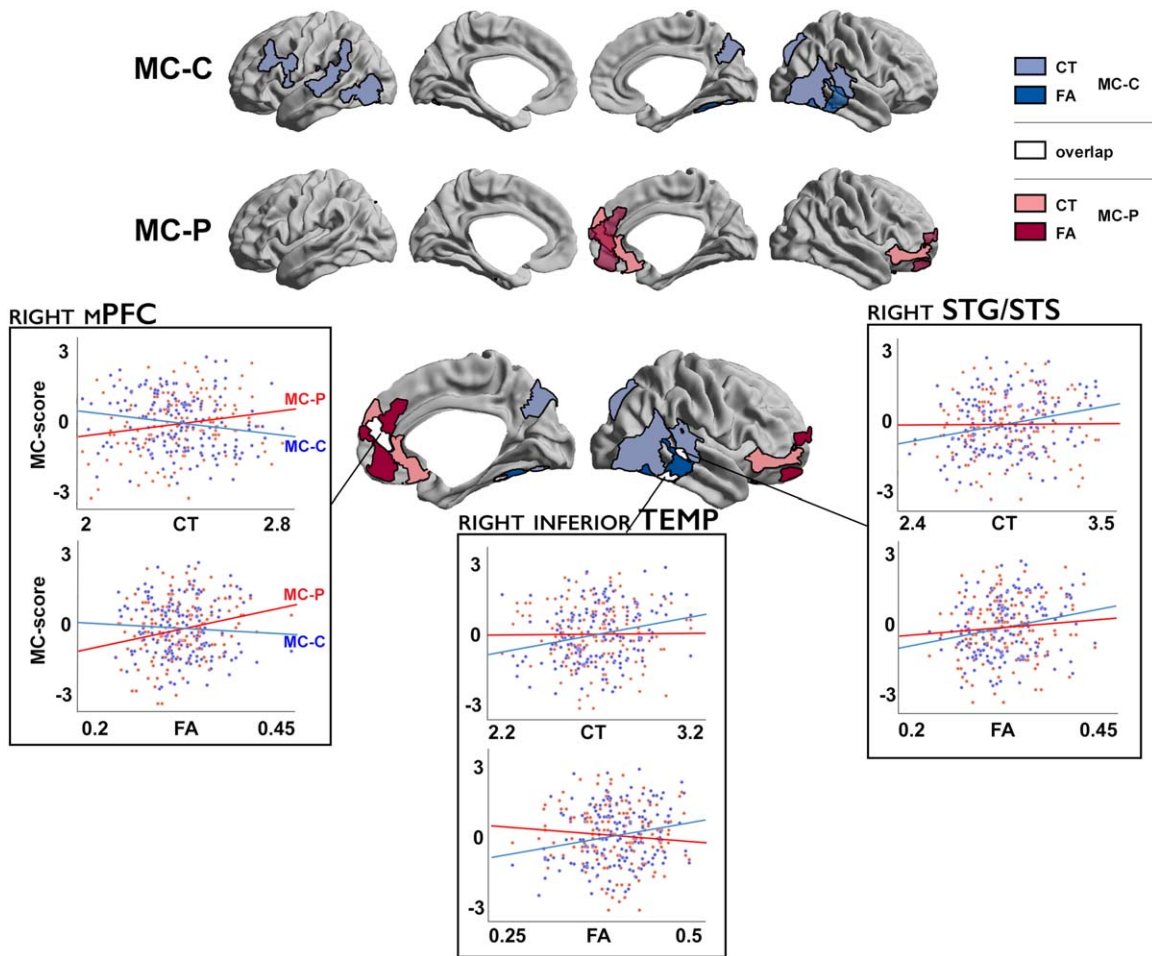 MC-C
CT
FA
MC-C
overlap
MC-P
CT
FA
MC-P
RIGHT MPFC
MC-score
3
0
-3
MC-P
MC-C
2
CT
2.8
MC-score
3
0
-3
MC-P
MC-C
0.2
FA
0.45
RIGHT INFERIOR TEMP
3
0
-3
2.2
CT
3.2
3
0
-3
0.25
FA
0.5
RIGHT STG/STS
3
0
-3
2.4
CT
3.5
3
0
-3
0.2
FA
0.45